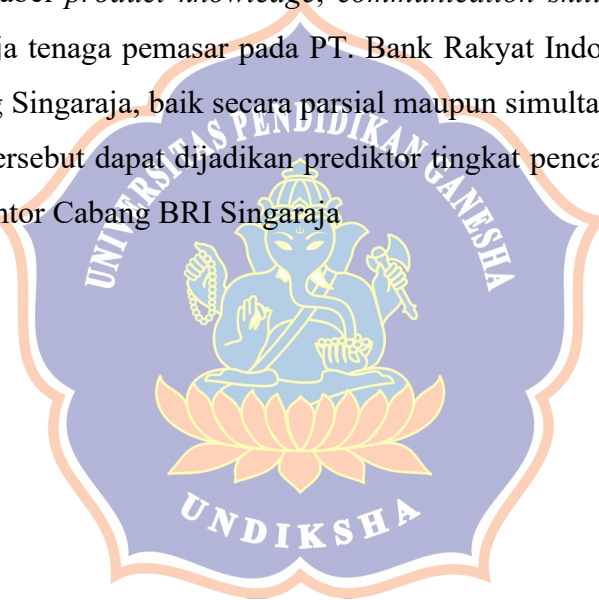 product knowledge, communication
ja tenaga pemasar pada PT. Bank Rakyat Indo
g Singaraja, baik secara parsial maupun simulta
ersebut dapat dijadikan prediktor tingkat penca
ntor Cabang BRI Singaraja
UNIVERSITAS PENDIDIKAN GANESHA
UNDIKSHA